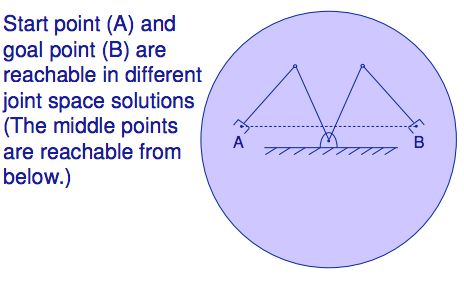 Start point (A) and
goal point (B) are
reachable in different
joint space solutions
(The middle points
are reachable from
below.)
A
B